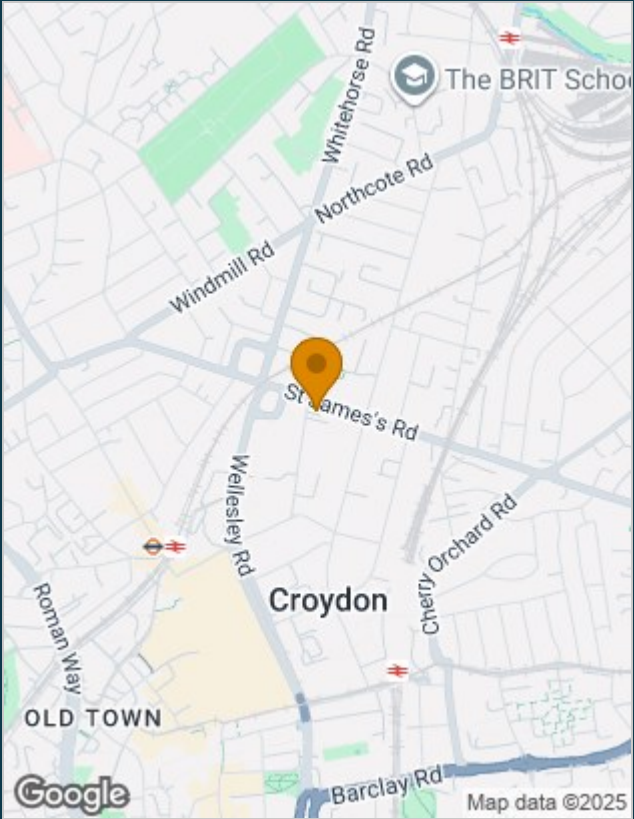 Whitehorse Rd
The BRIT Schoo
Northcote Rd
Windmill Rd
St James's Rd
Wellesley Rd
Cherry Orchard Rd
Croydon
Roman Way
OLD TOWN
Barclay Rd
Google
Map data ©2025